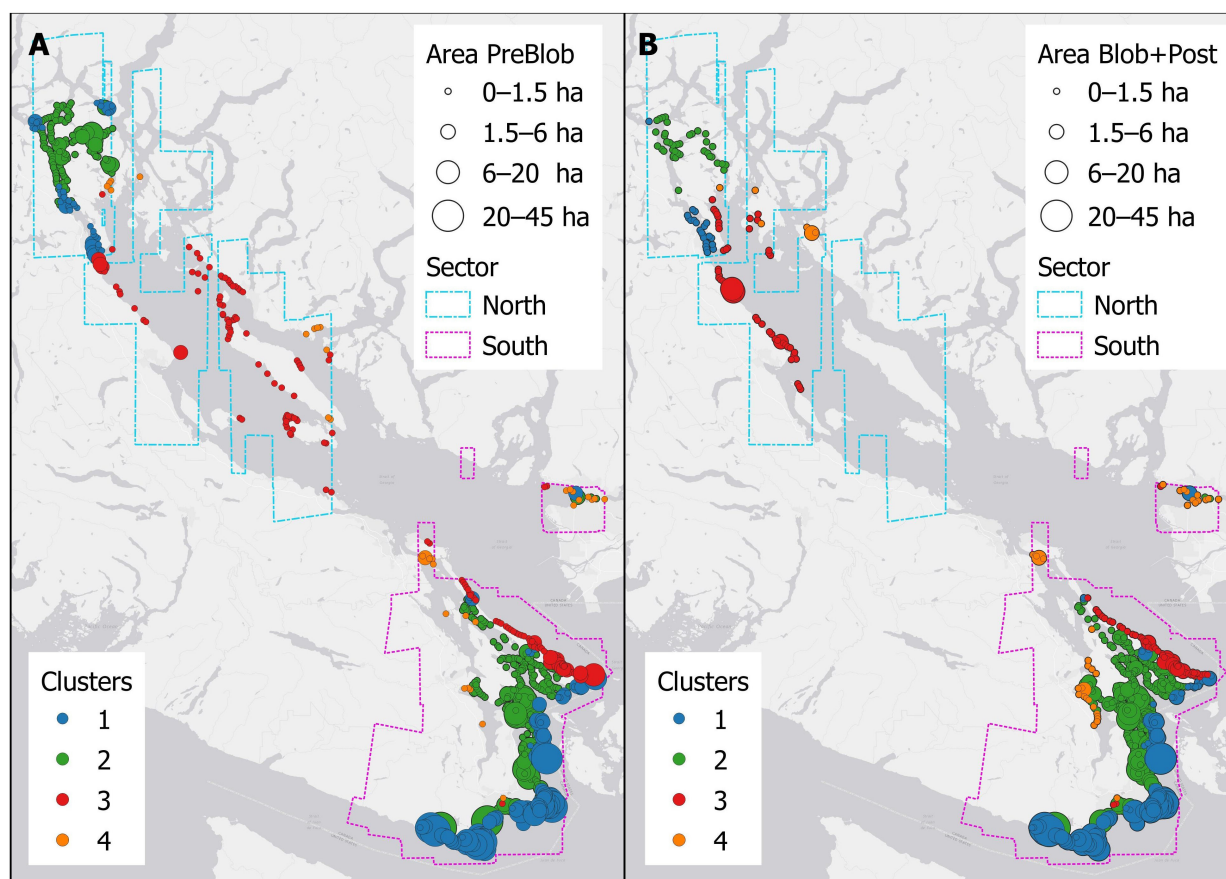 A
Area PreBlob
0–1.5 ha
1.5–6 ha
6–20 ha
20–45 ha
Sector
North
South
Clusters
1
2
3
4
B
Area Blob+Post
0–1.5 ha
1.5–6 ha
6–20 ha
20–45 ha
Sector
North
South
Clusters
1
2
3
4